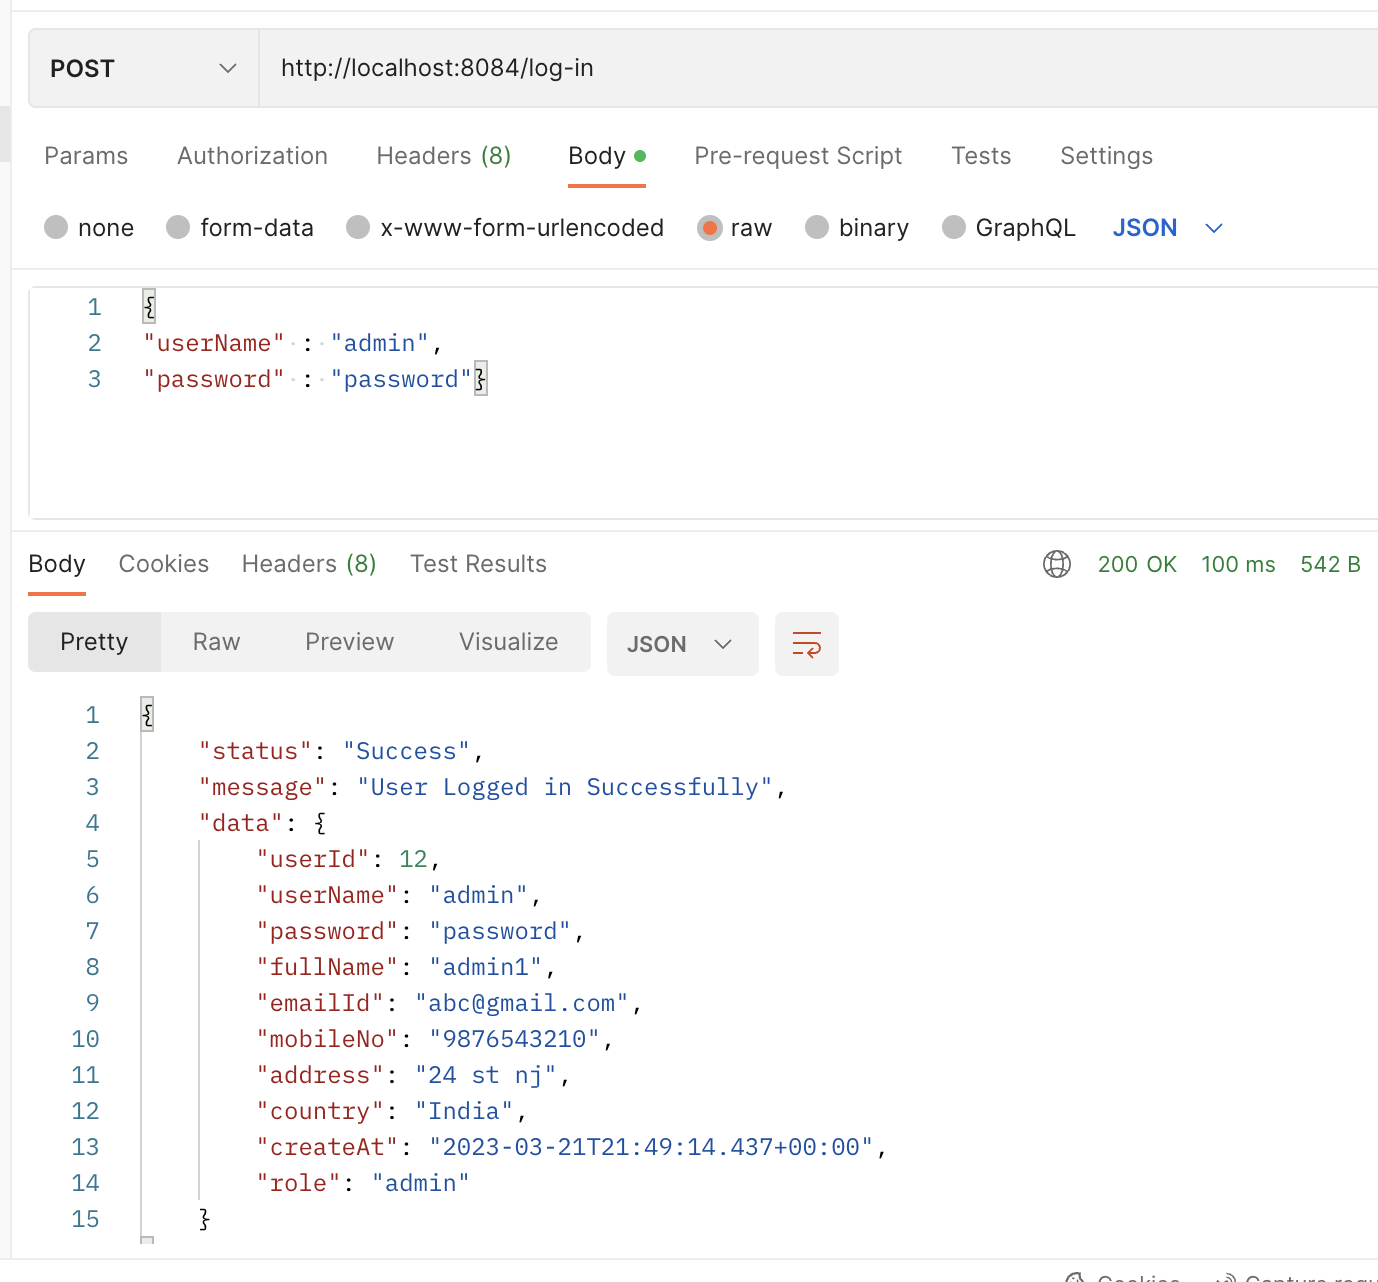 POST http://localhost:8084/log-in
Params Authorization Headers (8) Body Pre-request Script Tests Settings
none form-data x-www-form-urlencoded raw binary GraphQL JSON
1 {
2 "userName" : "admin",
3 "password" : "password"}
Body Cookies Headers (8) Test Results 200 OK 100 ms 542 B
Pretty Raw Preview Visualize JSON
1 {
2 "status": "Success",
3 "message": "User Logged in Successfully",
4 "data": {
5 "userId": 12,
6 "userName": "admin",
7 "password": "password",
8 "fullName": "admin1",
9 "emailId": "abc@gmail.com",
10 "mobileNo": "9876543210",
11 "address": "24 st nj",
12 "country": "India",
13 "createAt": "2023-03-21T21:49:14.437+00:00",
14 "role": "admin"
15 }
Cookies Capture requ